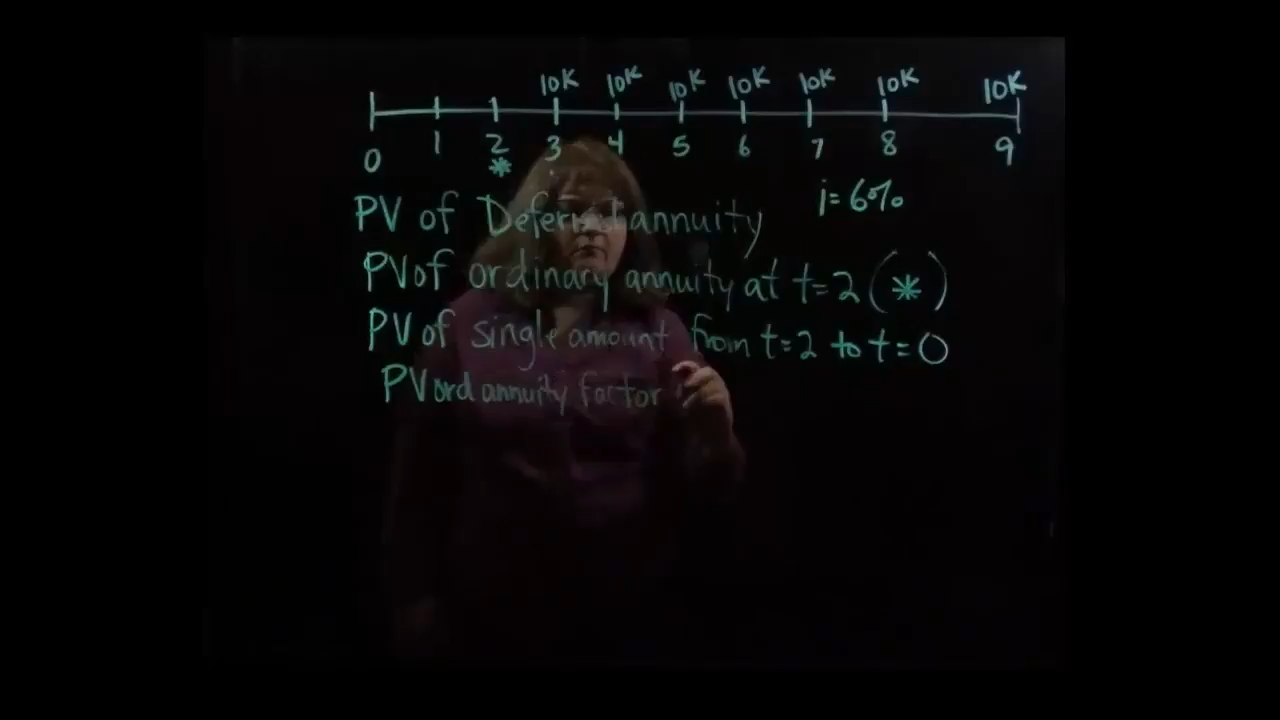 10K 10K 10K 10K 10K 10K 10K
0 1 2 3 4 5 6 7 8 9
*
i=6%
PV of Deferred annuity
PV of ordinary annuity at t=2 (*)
PV of single amount from t=2 to t=0
PV ord annuity factor